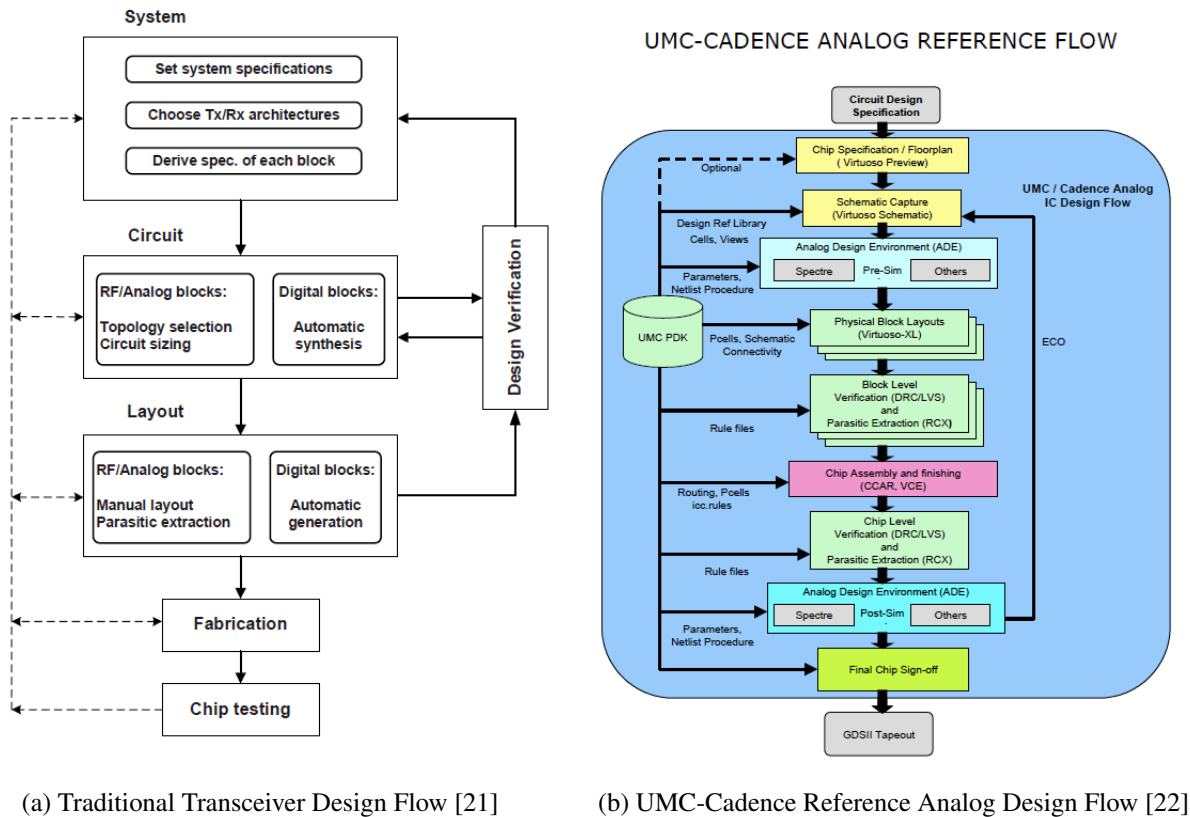 System
Set system specifications
Choose Tx/Rx architectures
Derive spec. of each block
Circuit
RF/Analog blocks:
Topology selection
Circuit sizing
Digital blocks:
Automatic
synthesis
Design Verification
Layout
RF/Analog blocks:
Manual layout
Parasitic extraction
Digital blocks:
Automatic
generation
Fabrication
Chip testing
(a) Traditional Transceiver Design Flow [21]
UMC-CADENCE ANALOG REFERENCE FLOW
Circuit Design
Specification
Chip Specification / Floorplan
( Virtuoso Preview)
Optional
UMC / Cadence Analog
IC Design Flow
Schematic Capture
(Virtuoso Schematic)
Design Ref Library
Cells, Views
Analog Design Environment (ADE)
Spectre
Pre-Sim
Others
Parameters,
Netlist Procedure
UMC PDK
Physical Block Layouts
(Virtuoso-XL)
Pcells, Schematic
Connectivity
ECO
Block Level
Verification (DRC/LVS)
and
Parasitic Extraction (RCX)
Rule files
Chip Assembly and finishing
(CCAR, VCE)
Routing, Pcells
icc.rules
Chip Level
Verification (DRC/LVS)
and
Parasitic Extraction (RCX)
Rule files
Analog Design Environment (ADE)
Spectre
Post-Sim
Others
Parameters,
Netlist Procedure
Final Chip Sign-off
GDSII Tapeout
(b) UMC-Cadence Reference Analog Design Flow [22]